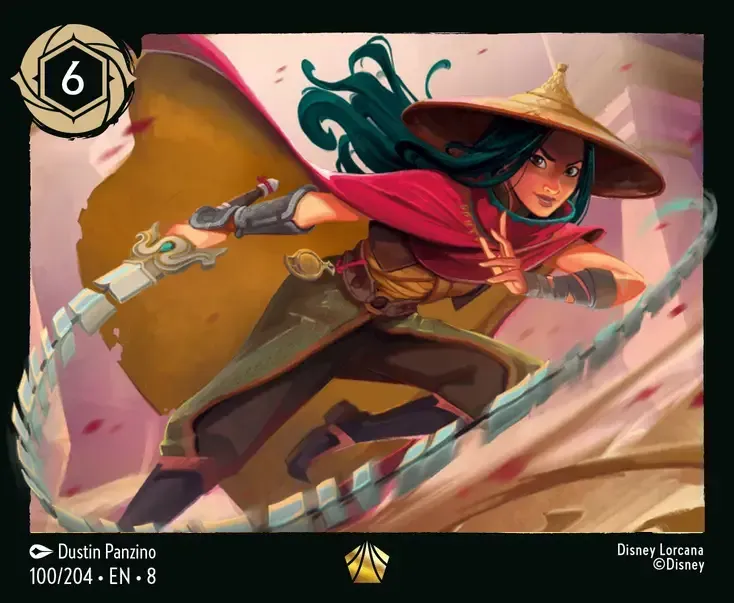 6
Dustin Panzino
100/204 • EN • 8
Disney Lorcana
©Disney